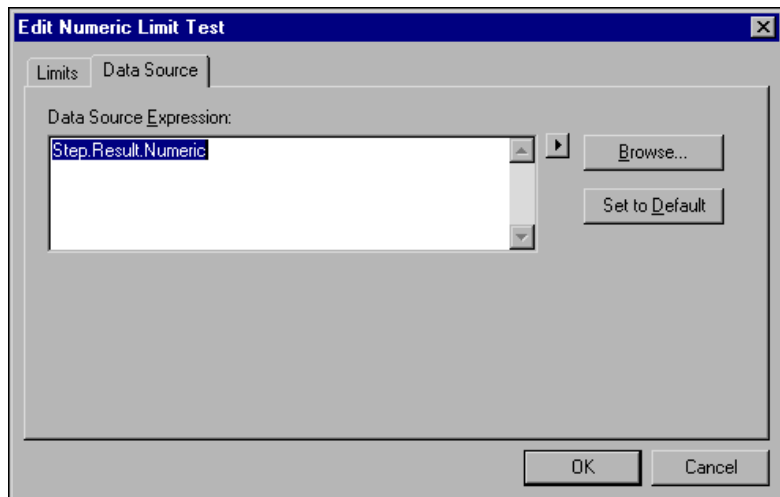 Edit Numeric Limit Test
Limits Data Source
Data Source Expression:
Step.Result.Numeric
Browse...
Set to Default
OK Cancel